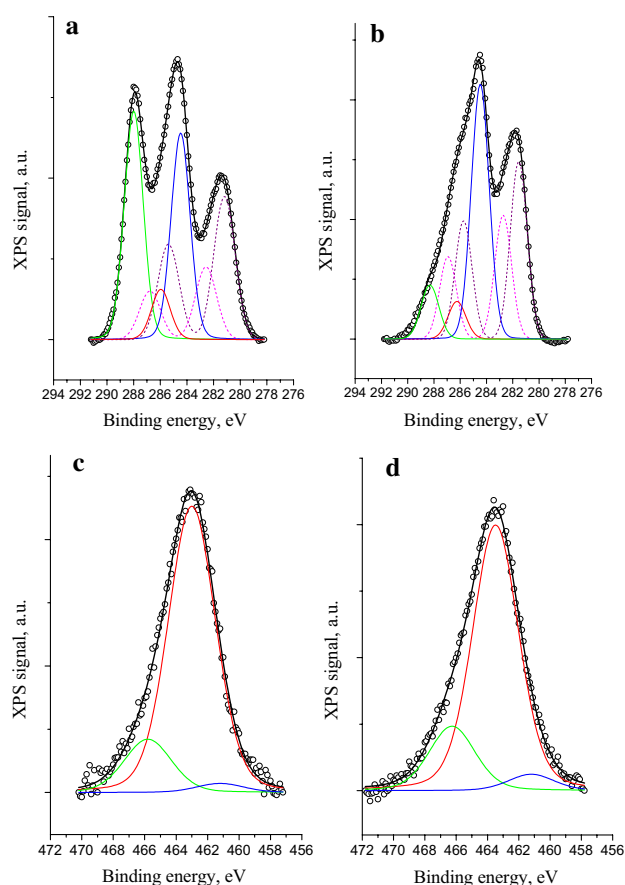 a
b
XPS signal, a.u.
XPS signal, a.u.
294 292 290 288 286 284 282 280 278 276
294 292 290 288 286 284 282 280 278 276
Binding energy, eV
Binding energy, eV
c
d
XPS signal, a.u.
XPS signal, a.u.
472 470 468 466 464 462 460 458 456
472 470 468 466 464 462 460 458 456
Binding energy, eV
Binding energy, eV